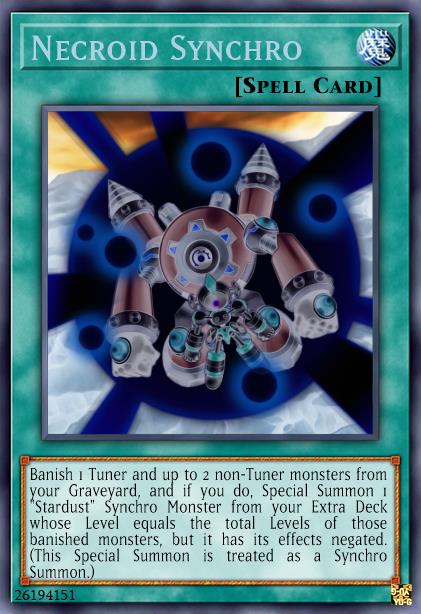 Necroid Synchro
魔
[Spell Card]
Banish 1 Tuner and up to 2 non-Tuner monsters from
your Graveyard, and if you do, Special Summon 1
"Stardust" Synchro Monster from your Extra Deck
whose Level equals the total Levels of those
banished monsters, but it has its effects negated.
(This Special Summon is treated as a Synchro
Summon.)
26194151